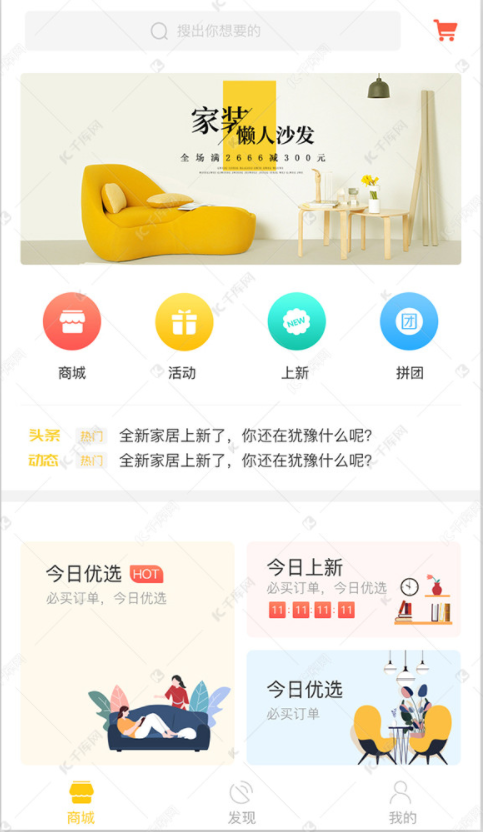 搜出你想要的
家装
懒人沙发
全场满2666减300元
NEW
团
商城 活动 上新 拼团
头条 热门 全新家居上新了，你还在犹豫什么呢？
动态 热门 全新家居上新了，你还在犹豫什么呢？
今日优选 HOT
必买订单，今日优选
今日上新
必买订单，今日优选
11:11:11:11
今日优选
必买订单
商城 发现 我的
千库网